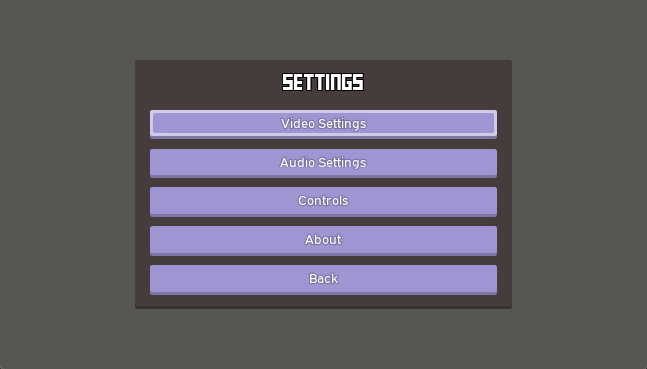 SETTINGS
Video Settings
Audio Settings
Controls
About
Back